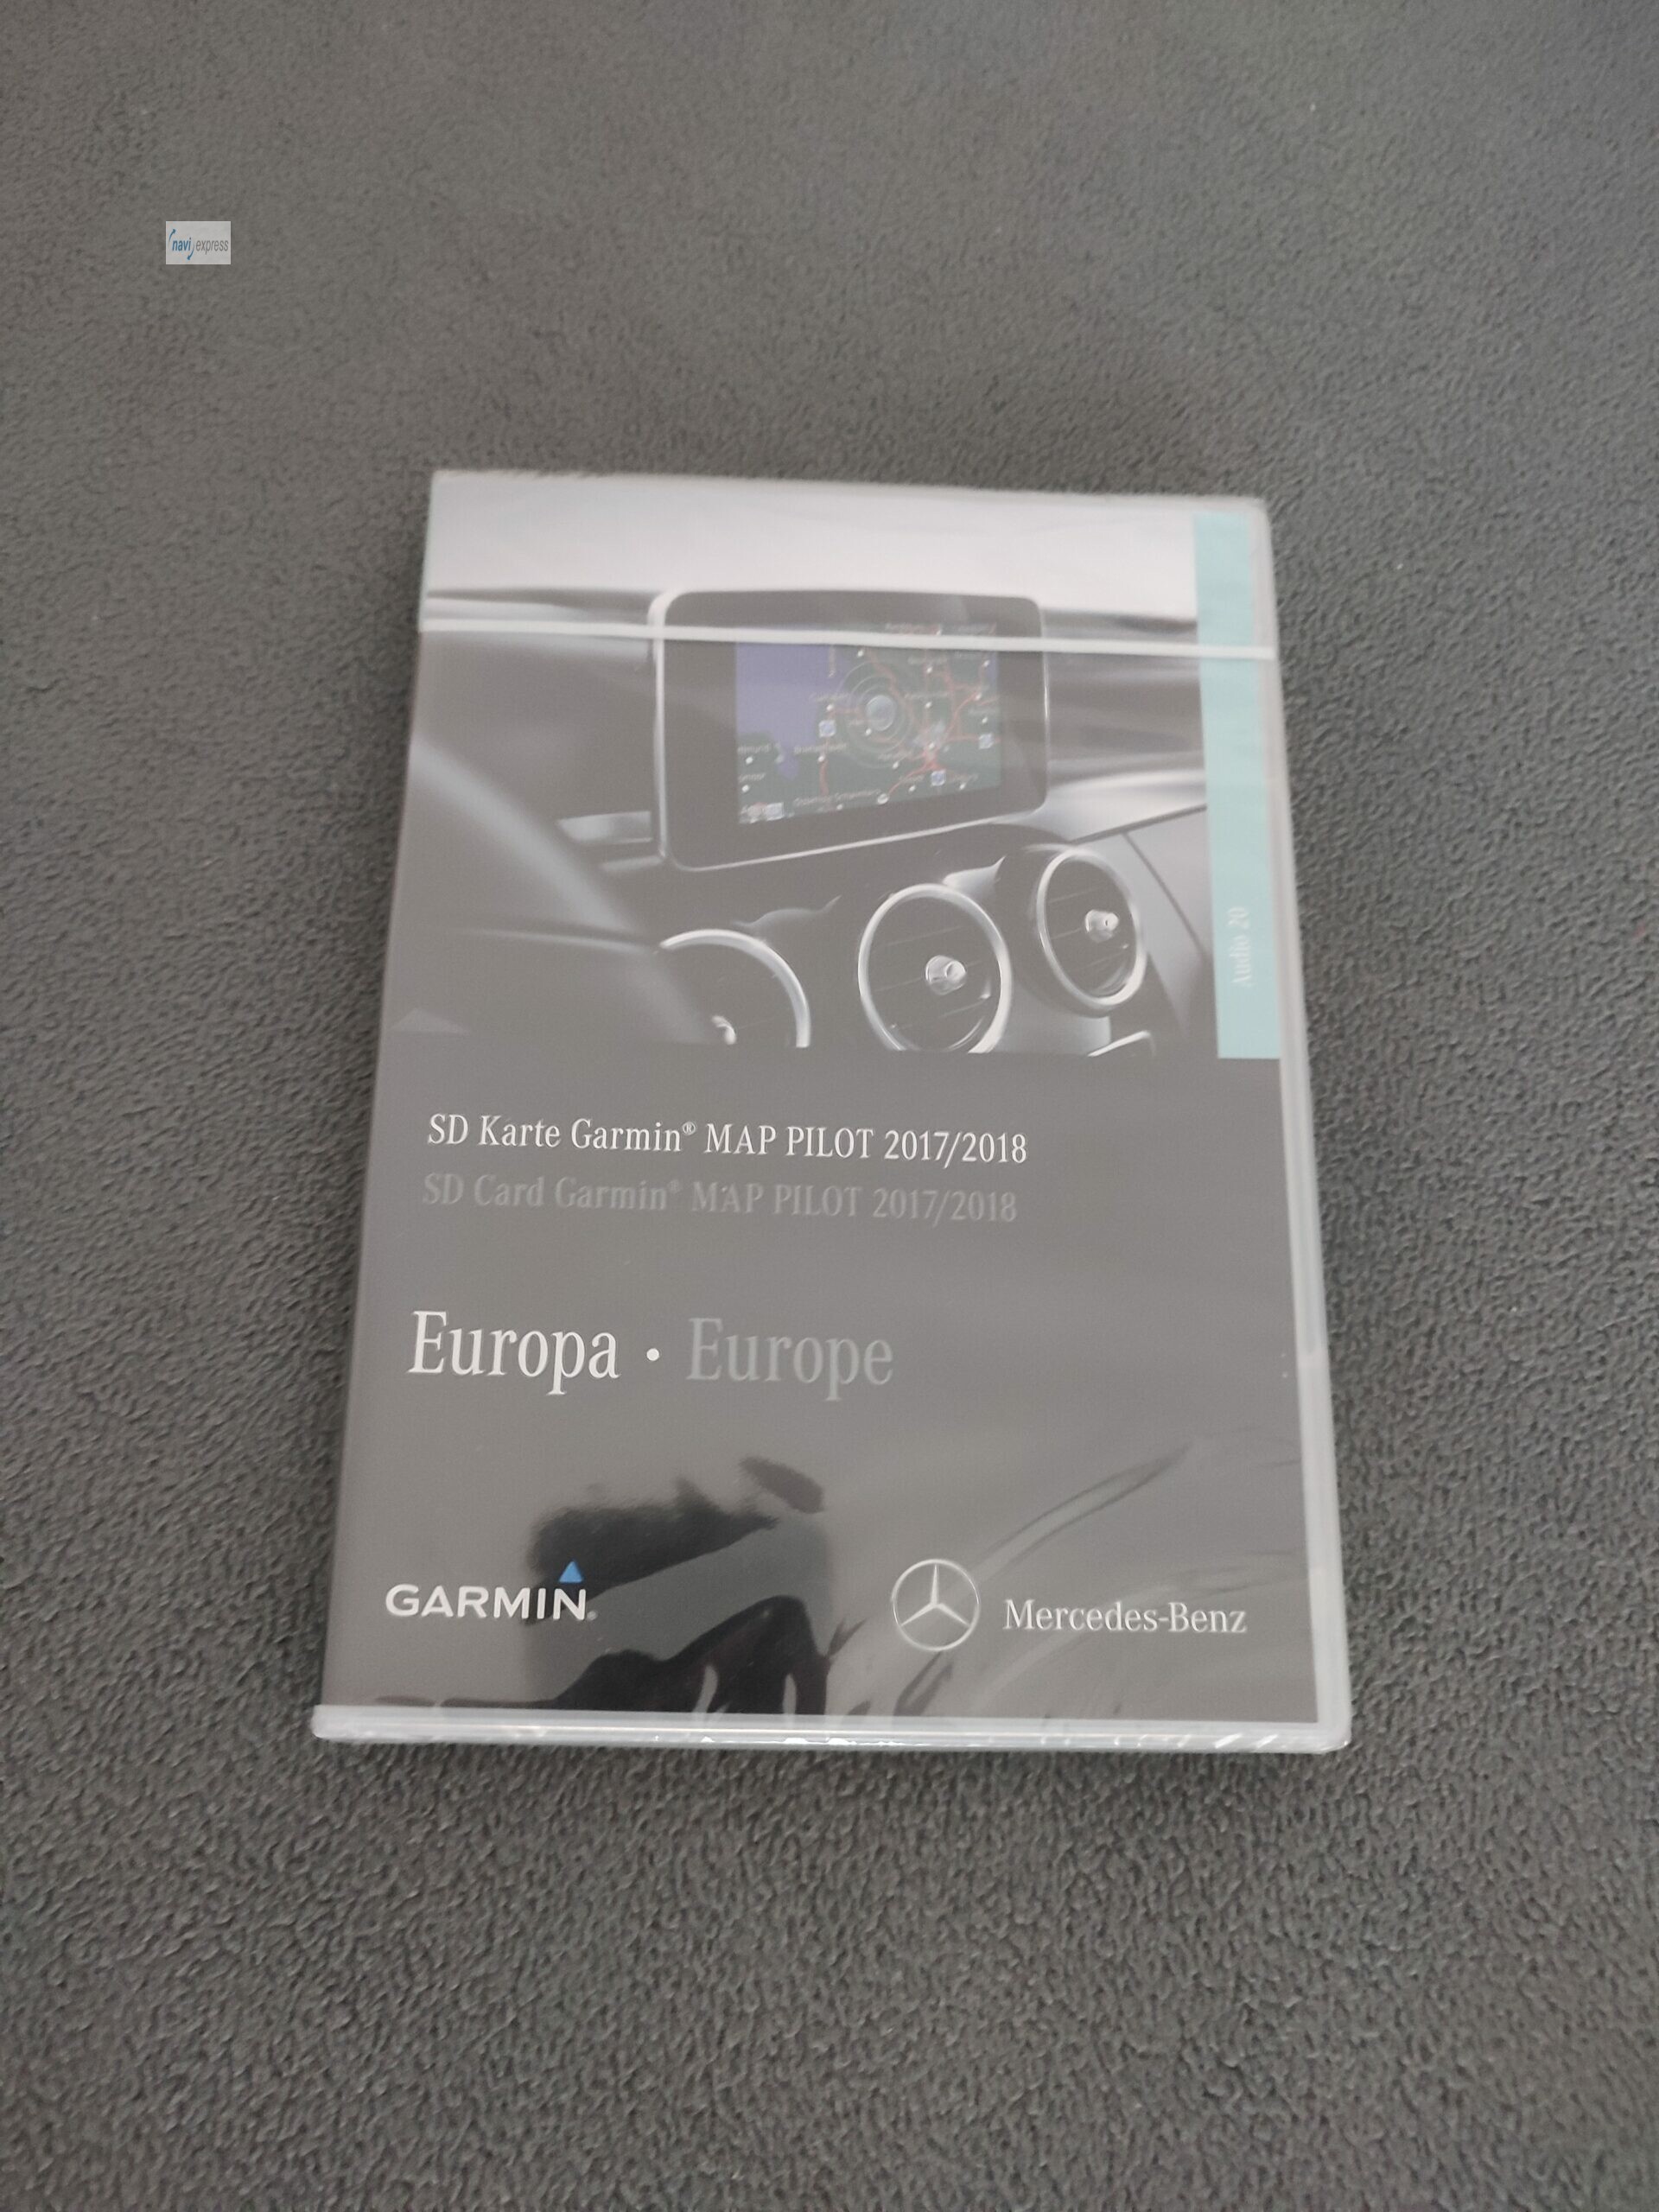 navi express
Audio 20
SD Karte Garmin® MAP PILOT 2017/2018
SD Card Garmin® MAP PILOT 2017/2018
Europa · Europe
GARMIN®
Mercedes-Benz